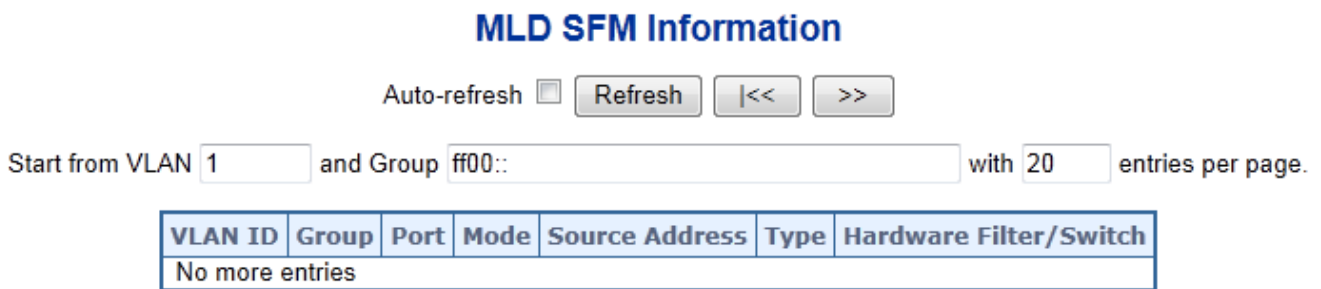 MLD SFM Information
Auto-refresh Refresh |<< >>
Start from VLAN 1 and Group ff00:: with 20 entries per page.
VLAN ID Group Port Mode Source Address Type Hardware Filter/Switch
No more entries